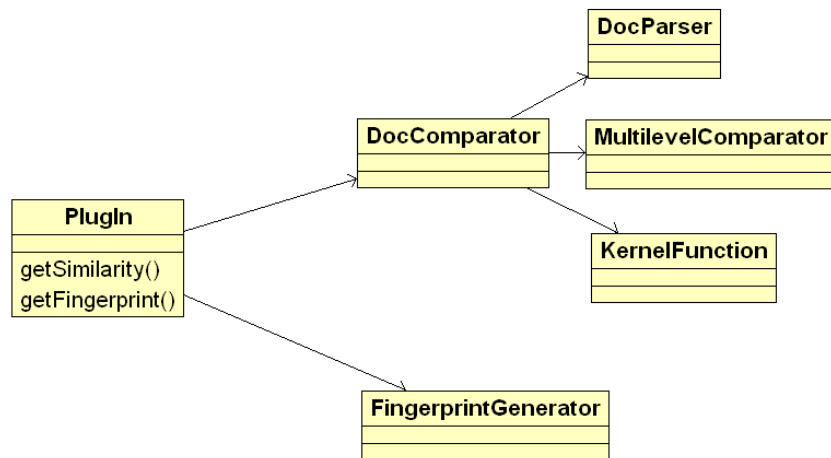 DocParser
DocComparator
MultilevelComparator
PlugIn
getSimilarity()
getFingerprint()
KernelFunction
FingerprintGenerator